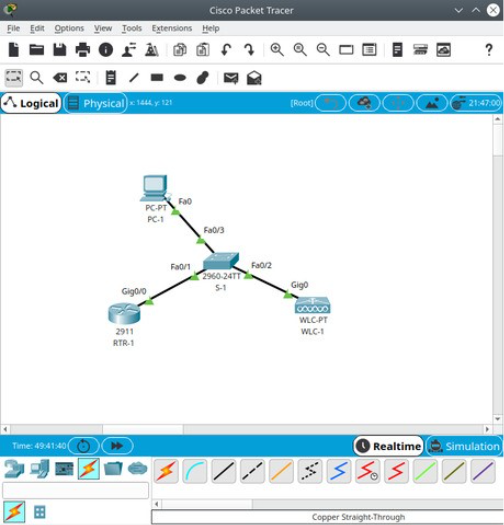 Cisco Packet Tracer
File Edit Options View Tools Extensions Help
?
Logical Physical x: 1444, y: 121 [Root] 21:47:00
PC-PT
PC-1
Fa0
Fa0/3
Fa0/1
2960-24TT
S-1
Fa0/2
Gig0/0
2911
RTR-1
Gig0
WLC-PT
WLC-1
Time: 49:41:40 Realtime Simulation
Copper Straight-Through